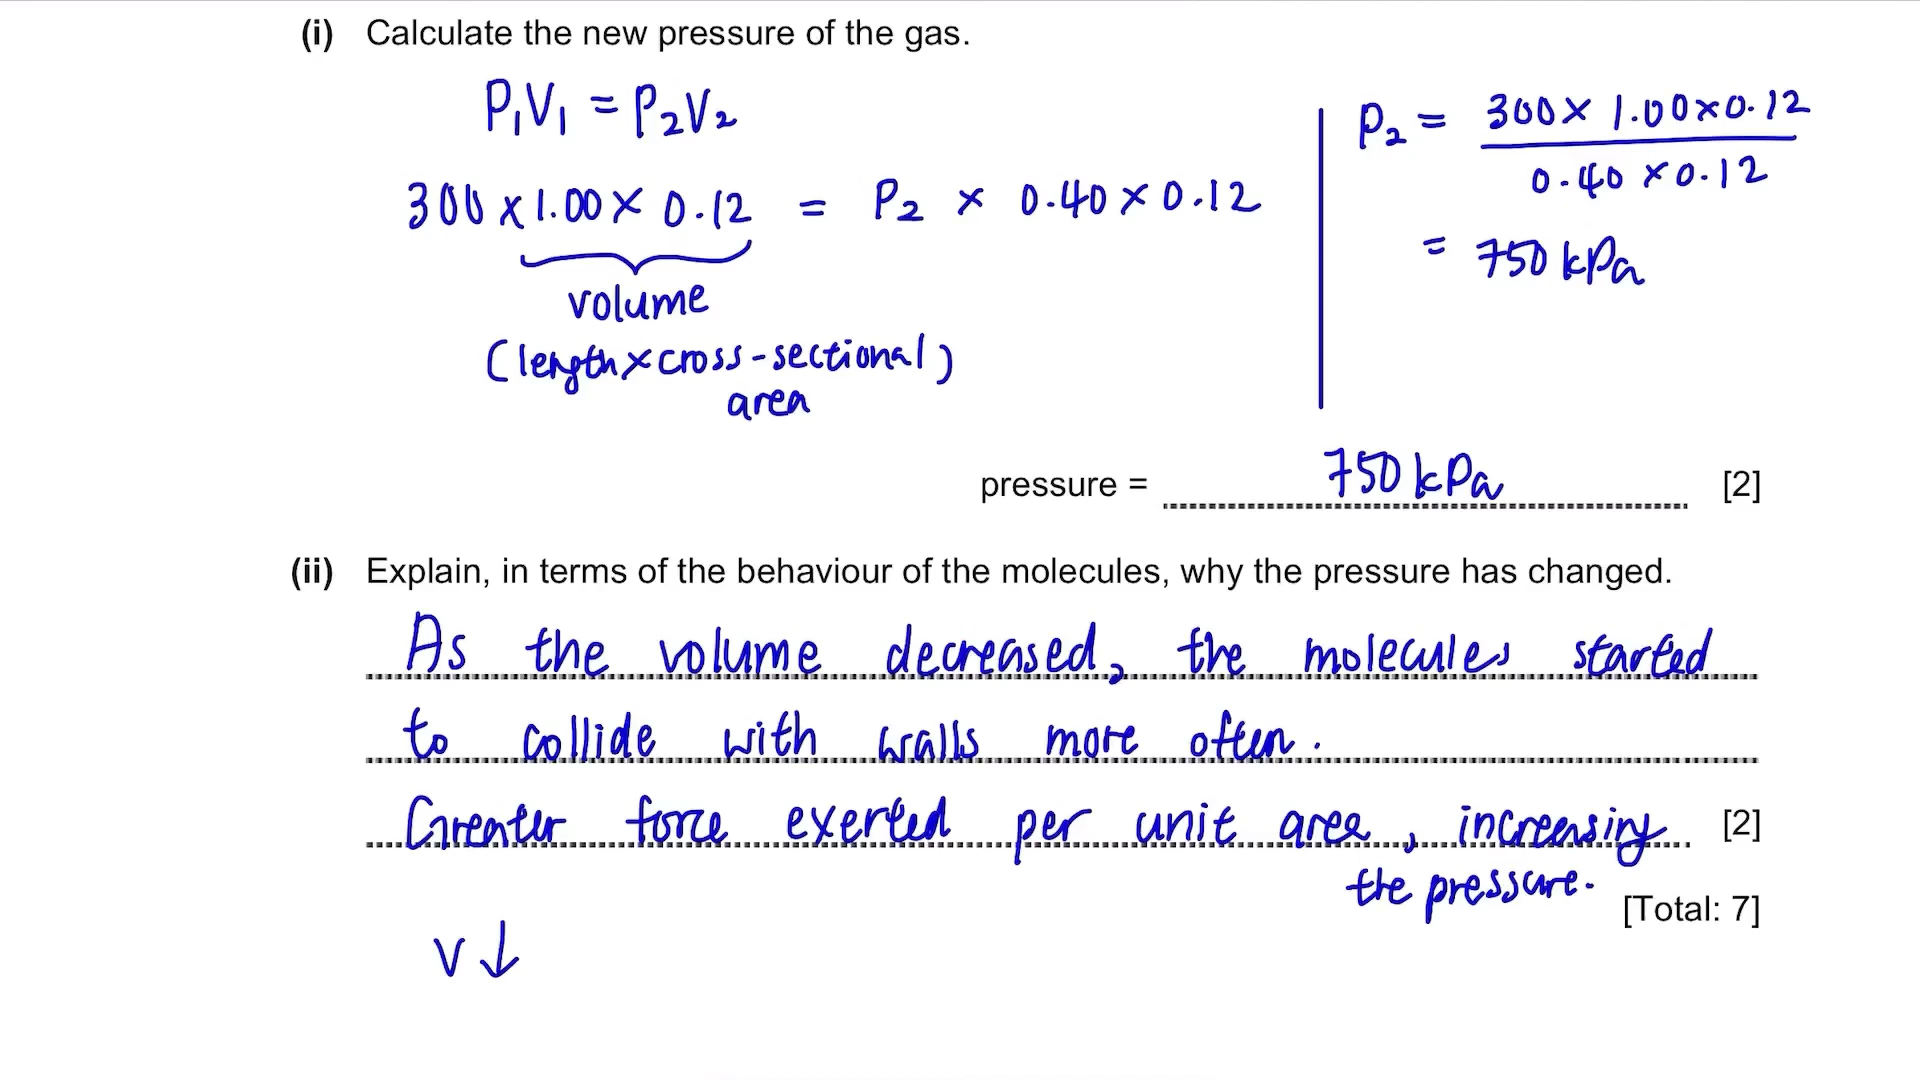 (i) Calculate the new pressure of the gas.
P₁V₁ = P₂V₂
300 × 1.00 × 0.12 = P₂ × 0.40 × 0.12
volume
(length × cross-sectional)
area
P₂ = 300 × 1.00 × 0.12
0.40 × 0.12
= 750 kPa
pressure = 750 kPa [2]
(ii) Explain, in terms of the behaviour of the molecules, why the pressure has changed.
As the volume decreased, the molecules started
to collide with walls more often.
Greater force exerted per unit area, increasing [2]
the pressure.
[Total: 7]
V ↓